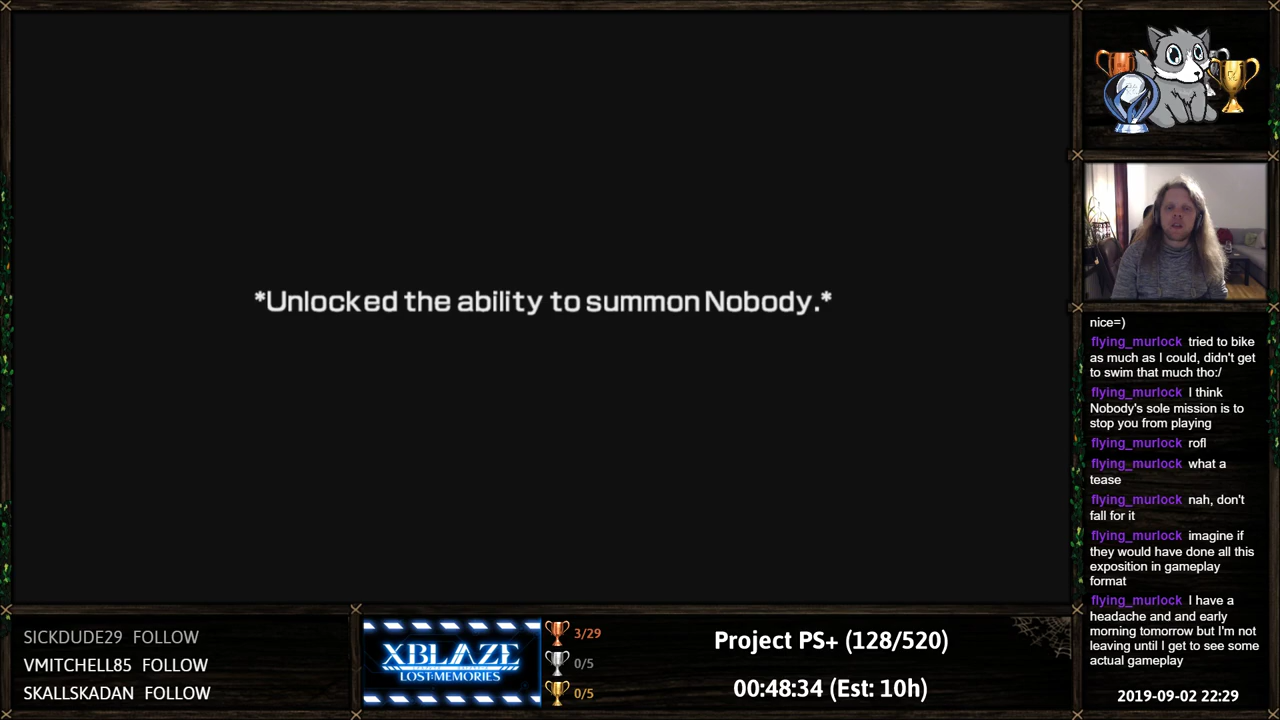 *Unlocked the ability to summon Nobody.*
nice=)
flying_murlock tried to bike
as much as I could, didn't get
to swim that much tho:/
flying_murlock I think
Nobody's sole mission is to
stop you from playing
flying_murlock rofl
flying_murlock what a
tease
flying_murlock nah, don't
fall for it
flying_murlock imagine if
they would have done all this
exposition in gameplay
format
flying_murlock I have a
headache and and early
morning tomorrow but I'm not
leaving until I get to see some
actual gameplay
2019-09-02 22:29
SICKDUDE29 FOLLOW
VMITCHELL85 FOLLOW
SKALLSKADAN FOLLOW
XBLAZE
LOST:MEMORIES
3/29
0/5
0/5
Project PS+ (128/520)
00:48:34 (Est: 10h)